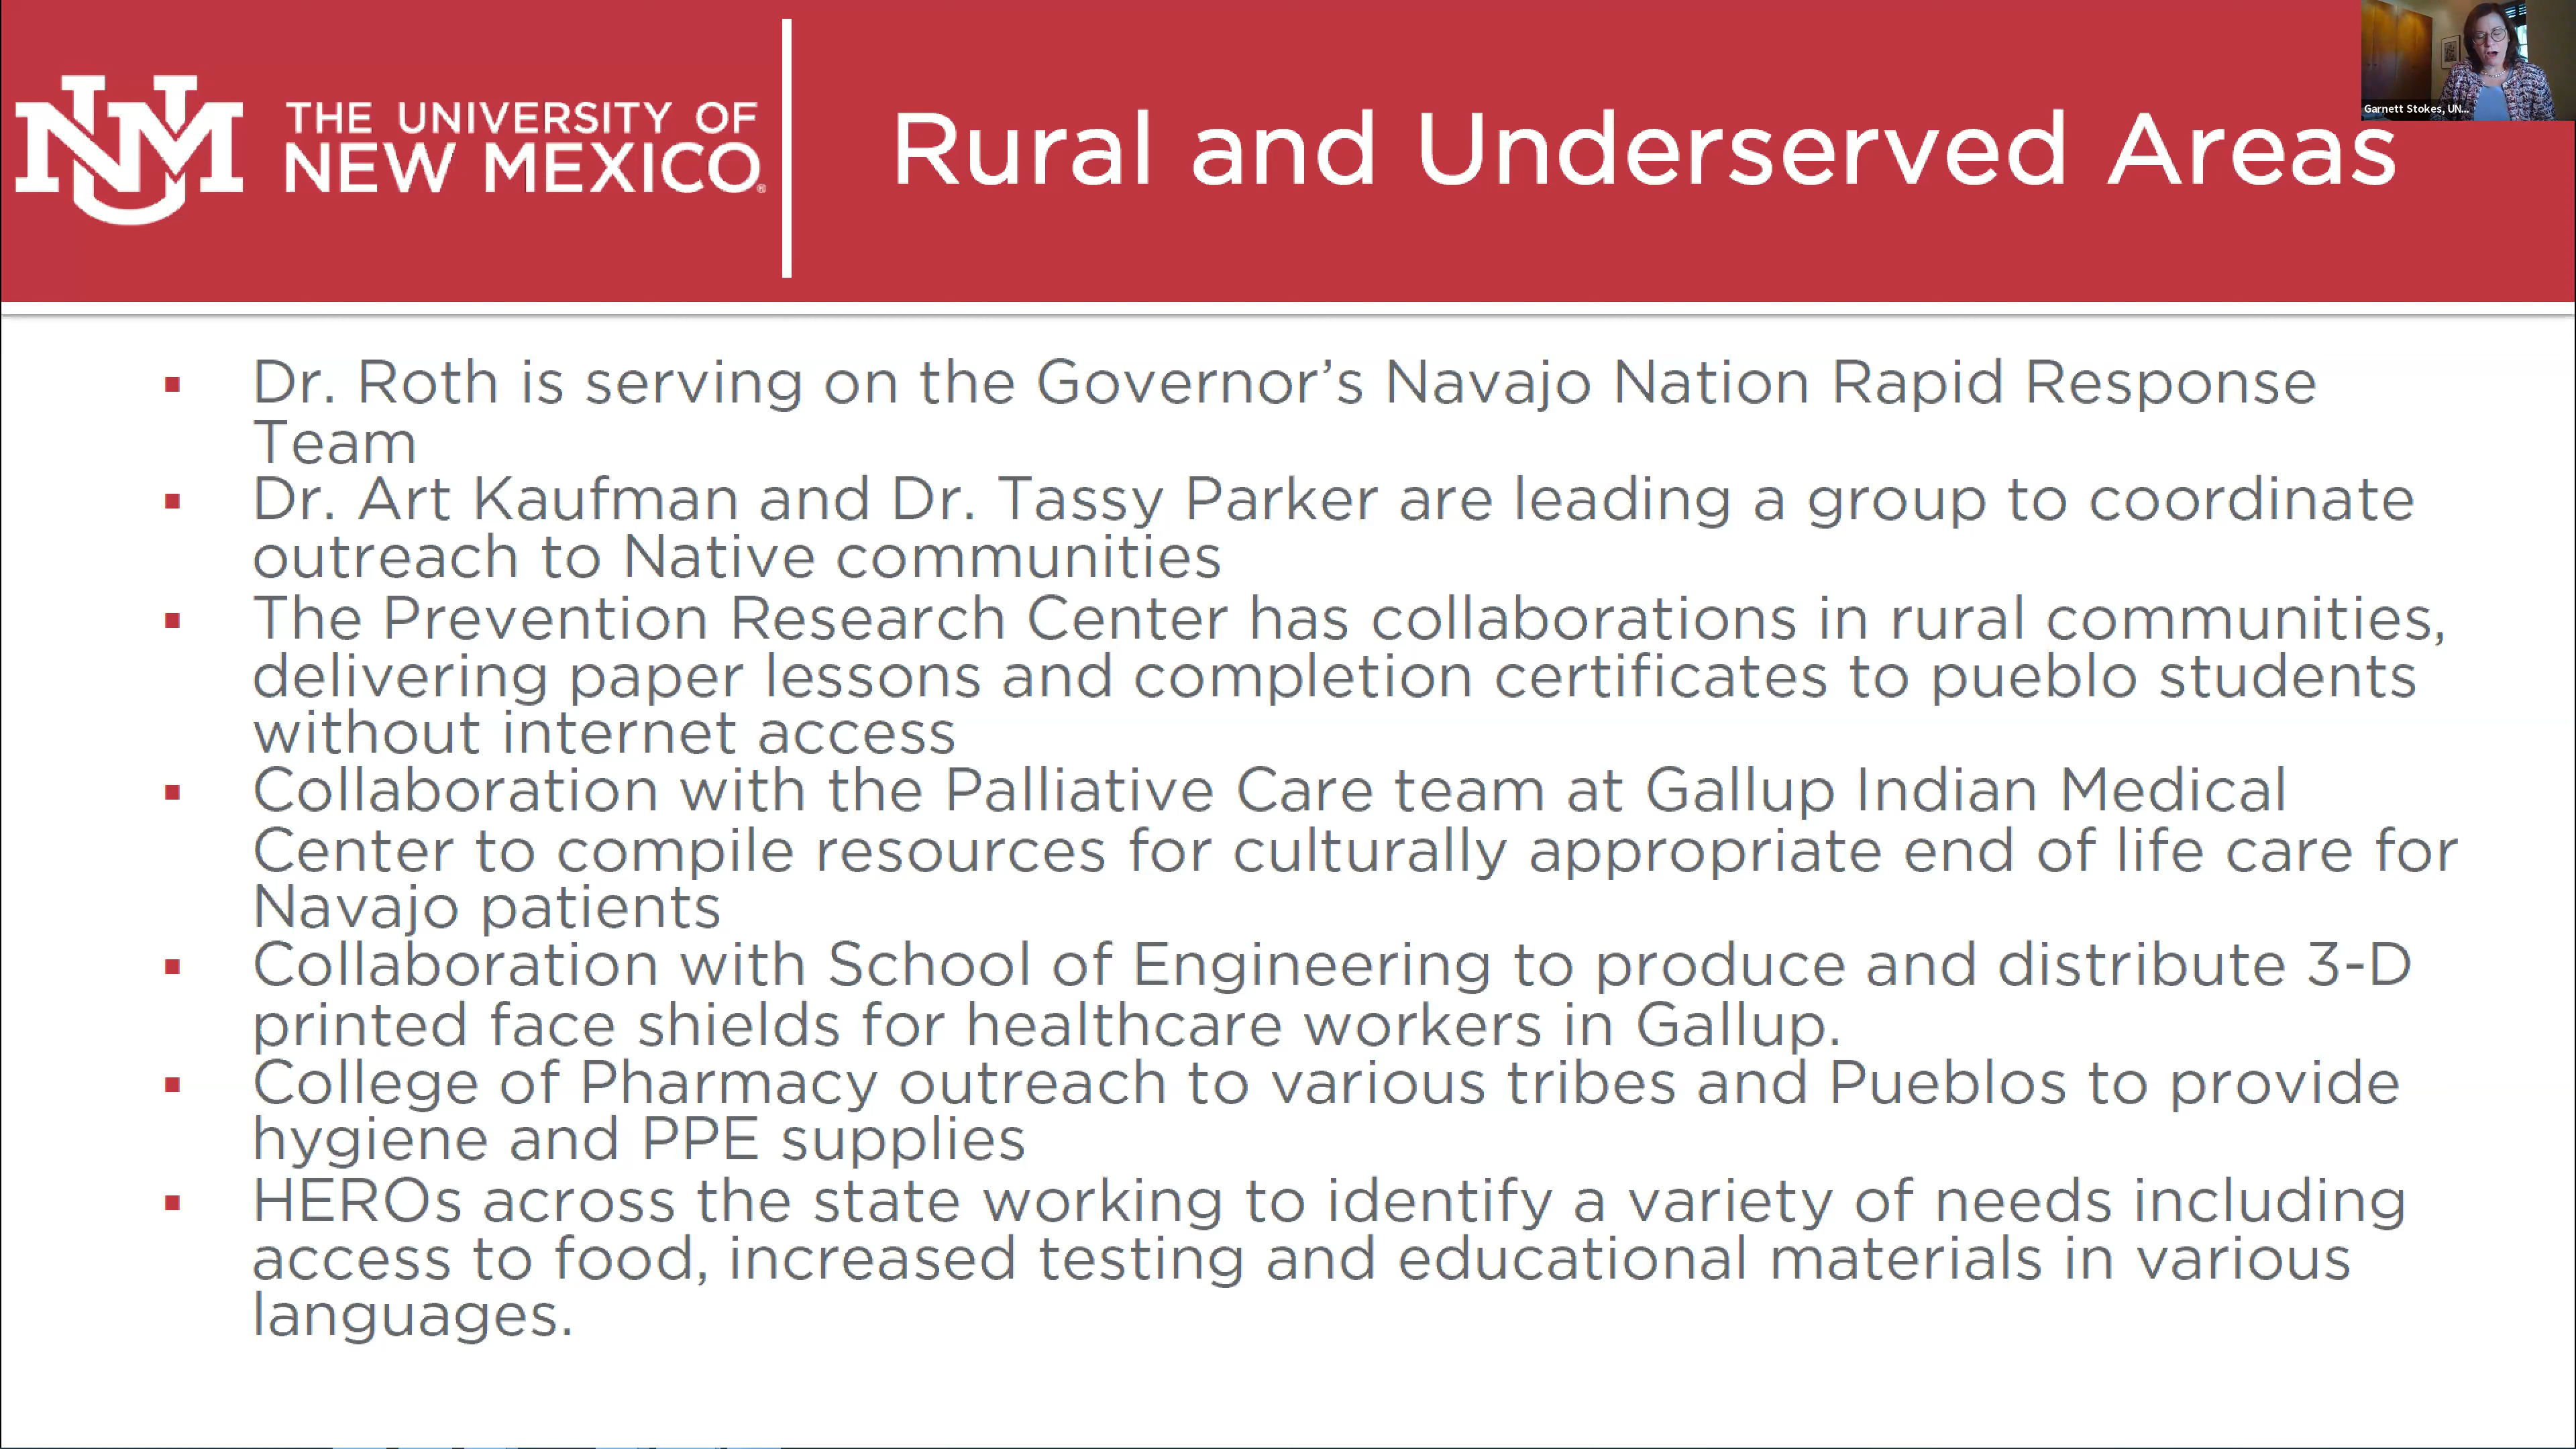 UNM
THE UNIVERSITY OF
NEW MEXICO®
Rural and Underserved Areas
Garnett Stokes, UN...
▪ Dr. Roth is serving on the Governor’s Navajo Nation Rapid Response
Team
▪ Dr. Art Kaufman and Dr. Tassy Parker are leading a group to coordinate
outreach to Native communities
▪ The Prevention Research Center has collaborations in rural communities,
delivering paper lessons and completion certificates to pueblo students
without internet access
▪ Collaboration with the Palliative Care team at Gallup Indian Medical
Center to compile resources for culturally appropriate end of life care for
Navajo patients
▪ Collaboration with School of Engineering to produce and distribute 3-D
printed face shields for healthcare workers in Gallup.
▪ College of Pharmacy outreach to various tribes and Pueblos to provide
hygiene and PPE supplies
▪ HEROs across the state working to identify a variety of needs including
access to food, increased testing and educational materials in various
languages.